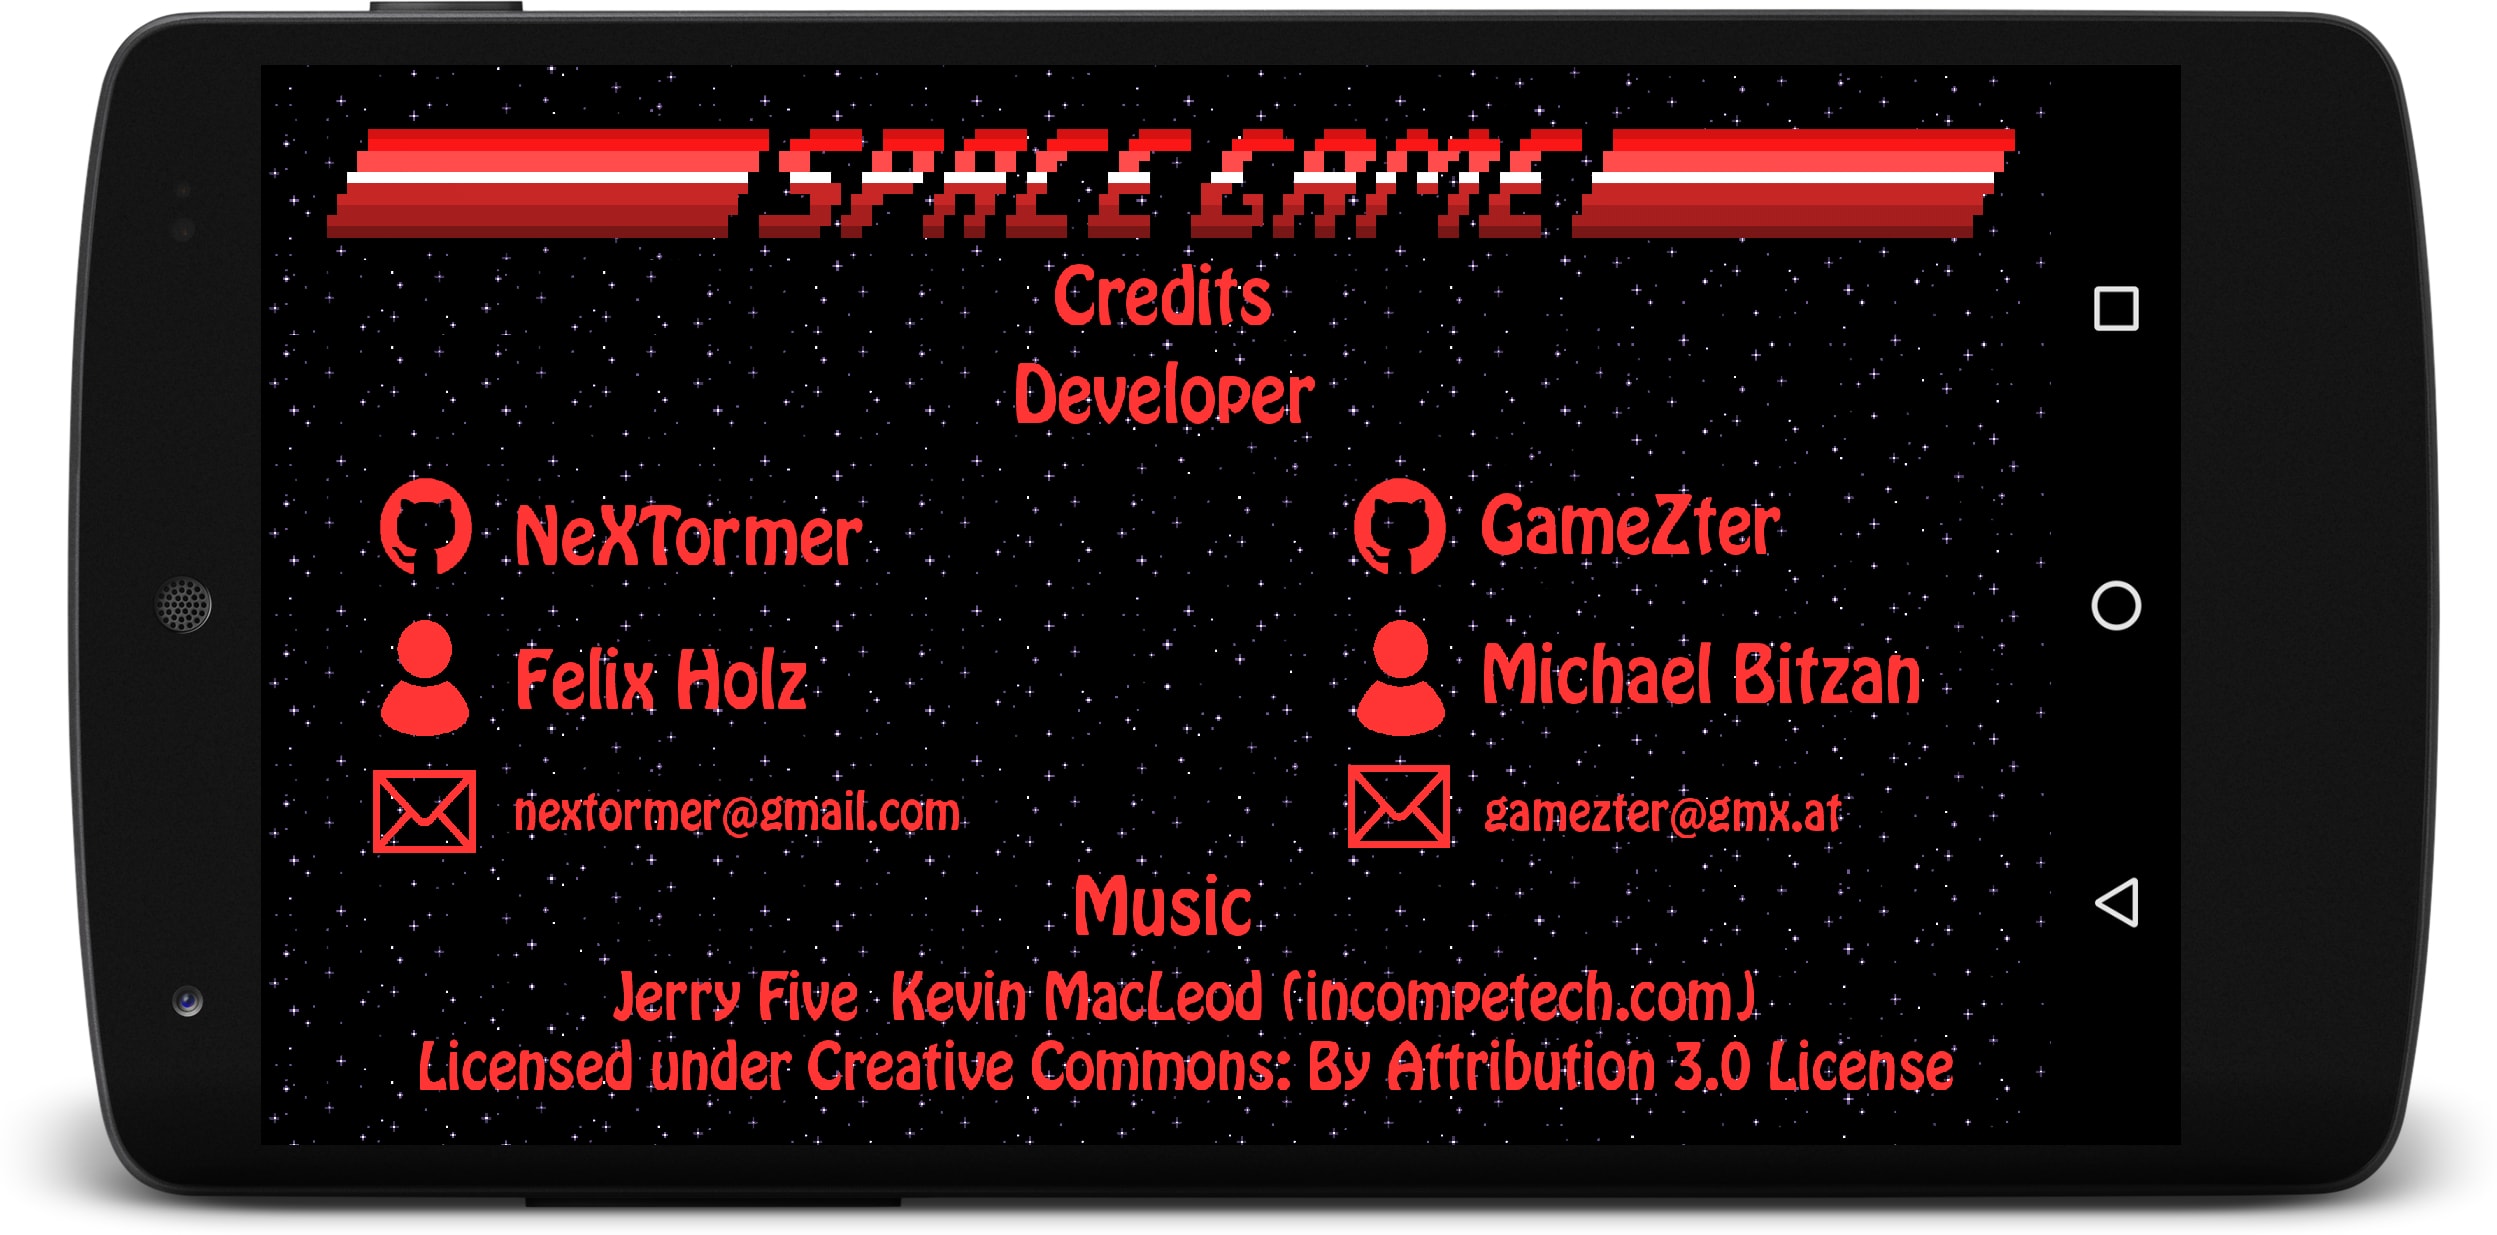 SPACE GAME
Credits
Developer
NeXTormer
GameZter
Felix Holz
Michael Bitzan
nextormer@gmail.com
gamezter@gmx.at
Music
Jerry Five  Kevin MacLeod (incompetech.com)
Licensed under Creative Commons: By Attribution 3.0 License